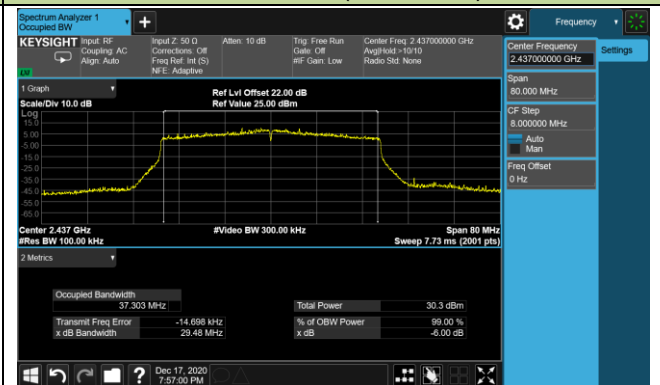 Spectrum Analyzer 1
Occupied BW
+
Frequency
KEYSIGHT
Input: RF
Coupling: AC
Align: Auto
Input Z: 50 Ω
Corrections: Off
Freq Ref: Int (S)
NFE: Adaptive
Atten: 10 dB
Trig: Free Run
Gate: Off
#IF Gain: Low
Center Freq: 2.437000000 GHz
Avg|Hold:>10/10
Radio Std: None
Center Frequency
2.437000000 GHz
Settings
Span
80.000 MHz
CF Step
8.000000 MHz
Auto
Man
Freq Offset
0 Hz
1 Graph
Scale/Div 10.0 dB
Ref Lvl Offset 22.00 dB
Ref Value 25.00 dBm
Log
15.0
5.00
-5.00
-15.0
-25.0
-35.0
-45.0
-55.0
-65.0
Center 2.437 GHz
#Video BW 300.00 kHz
Span 80 MHz
#Res BW 100.00 kHz
Sweep 7.73 ms (2001 pts)
2 Metrics
Occupied Bandwidth
37.303 MHz
Total Power
30.3 dBm
Transmit Freq Error
-14.698 kHz
% of OBW Power
99.00 %
x dB Bandwidth
29.48 MHz
x dB
-6.00 dB
?
Dec 17, 2020
7:57:00 PM